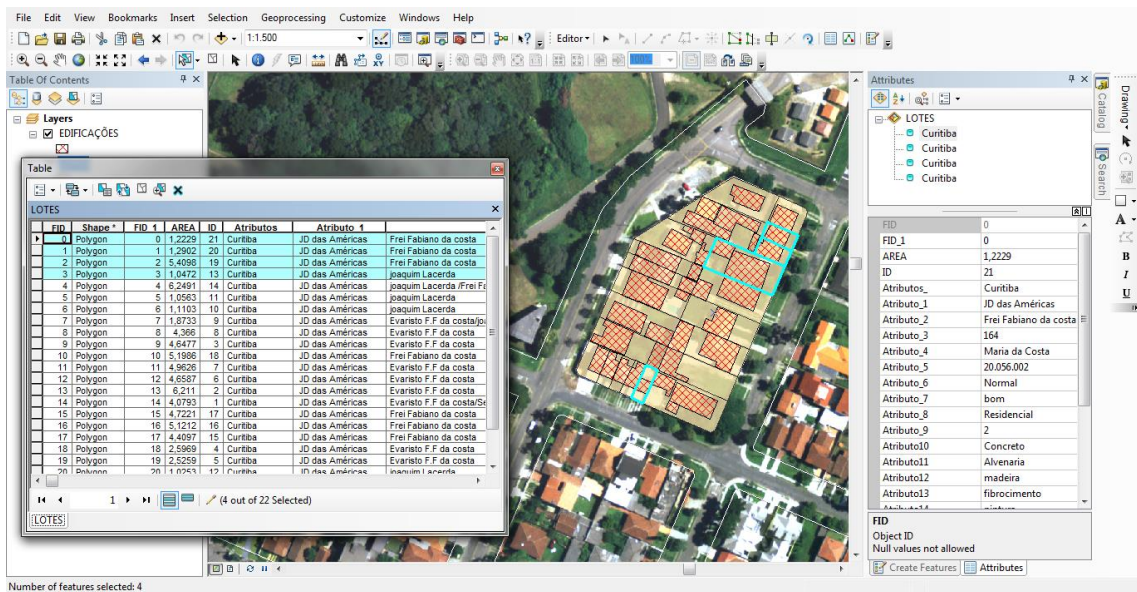 File Edit View Bookmarks Insert Selection Geoprocessing Customize Windows Help
1:1.500 Editor
100%
Table Of Contents
Layers
EDIFICAÇÕES
Table
LOTES
FID Shape * FID_1 AREA ID Atributos Atributo_1
0 Polygon 0 1,2229 21 Curitiba JD das Américas Frei Fabiano da costa
1 Polygon 1 1,2902 20 Curitiba JD das Américas Frei Fabiano da costa
2 Polygon 2 5,4098 19 Curitiba JD das Américas Frei Fabiano da costa
3 Polygon 3 1,0472 13 Curitiba JD das Américas joaquim Lacerda
4 Polygon 4 6,2491 14 Curitiba JD das Américas joaquim Lacerda /Frei Fa
5 Polygon 5 1,0563 11 Curitiba JD das Américas joaquim Lacerda
6 Polygon 6 1,1103 10 Curitiba JD das Américas joaquim Lacerda
7 Polygon 7 1,8733 9 Curitiba JD das Américas Evaristo F.F da costa/joa
8 Polygon 8 4,366 8 Curitiba JD das Américas Evaristo F.F da costa
9 Polygon 9 4,6477 3 Curitiba JD das Américas Evaristo F.F da costa
10 Polygon 10 5,1986 18 Curitiba JD das Américas Frei Fabiano da costa
11 Polygon 11 4,9626 7 Curitiba JD das Américas Evaristo F.F da costa
12 Polygon 12 4,6587 6 Curitiba JD das Américas Evaristo F.F da costa
13 Polygon 13 6,211 2 Curitiba JD das Américas Evaristo F.F da costa
14 Polygon 14 4,0793 1 Curitiba JD das Américas Evaristo F.F da costa/Se
15 Polygon 15 4,7221 17 Curitiba JD das Américas Frei Fabiano da costa
16 Polygon 16 5,1212 16 Curitiba JD das Américas Frei Fabiano da costa
17 Polygon 17 4,4097 15 Curitiba JD das Américas Frei Fabiano da costa
18 Polygon 18 2,5969 4 Curitiba JD das Américas Evaristo F.F da costa
19 Polygon 19 2,5259 5 Curitiba JD das Américas Evaristo F.F da costa
20 Polygon 20 1,0253 12 Curitiba JD das Américas joaquim Lacerda
1 (4 out of 22 Selected)
LOTES
Attributes
LOTES
Curitiba
Curitiba
Curitiba
Curitiba
FID 0
FID_1 0
AREA 1,2229
ID 21
Atributos_ Curitiba
Atributo_1 JD das Américas
Atributo_2 Frei Fabiano da costa
Atributo_3 164
Atributo_4 Maria da Costa
Atributo_5 20.056.002
Atributo_6 Normal
Atributo_7 bom
Atributo_8 Residencial
Atributo_9 2
Atributo10 Concreto
Atributo11 Alvenaria
Atributo12 madeira
Atributo13 fibrocimento
Atributo14 pintura
FID
Object ID
Null values not allowed
Create Features Attributes
Catalog
Search
Drawing
A
B
I
U
Number of features selected: 4